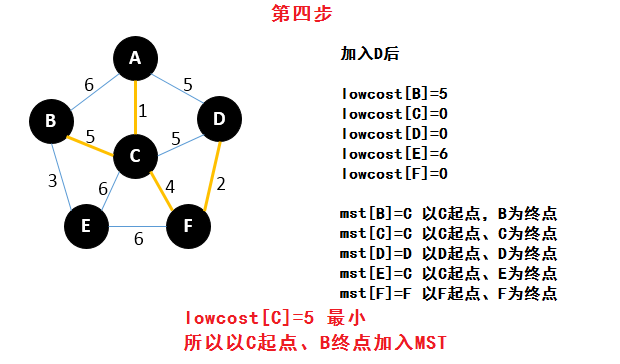 第四步
A
6
5
1
B
D
5
5
C
3
6
4
2
E
F
6
加入D后
lowcost[B]=5
lowcost[C]=0
lowcost[D]=0
lowcost[E]=6
lowcost[F]=0
mst[B]=C 以C起点，B为终点
mst[C]=C 以C起点、C为终点
mst[D]=D 以D起点、D为终点
mst[E]=C 以C起点、E为终点
mst[F]=F 以F起点、F为终点
lowcost[C]=5 最小
所以以C起点、B终点加入MST